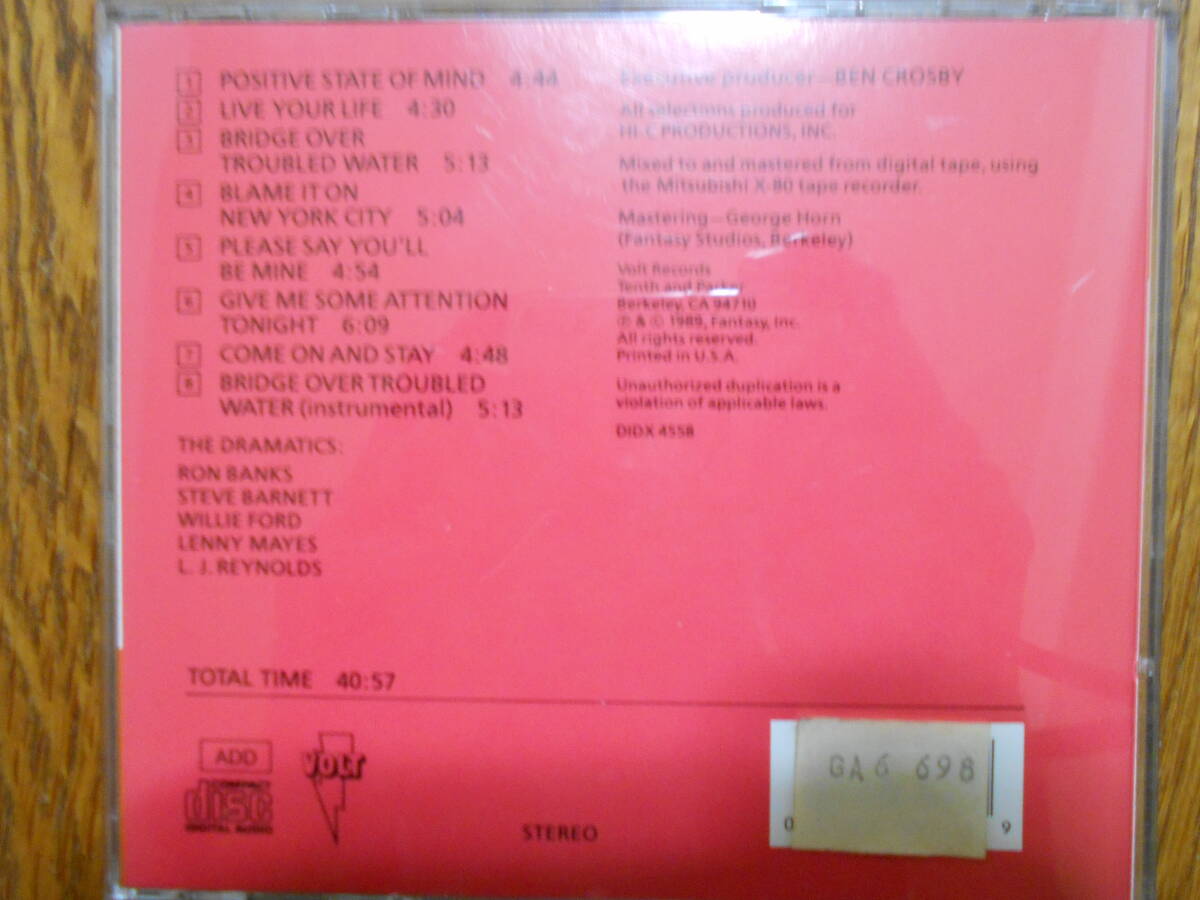 1 POSITIVE STATE OF MIND 4:44
2 LIVE YOUR LIFE 4:30
3 BRIDGE OVER
TROUBLED WATER 5:13
4 BLAME IT ON
NEW YORK CITY 5:04
5 PLEASE SAY YOU'LL
BE MINE 4:54
6 GIVE ME SOME ATTENTION
TONIGHT 6:09
7 COME ON AND STAY 4:48
8 BRIDGE OVER TROUBLED
WATER (instrumental) 5:13
THE DRAMATICS:
RON BANKS
STEVE BARNETT
WILLIE FORD
LENNY MAYES
L. J. REYNOLDS
Executive producer—BEN CROSBY
All selections produced for
PRODUCTIONS, INC.
Mixed to and mastered from digital tape, using
the Mitsubishi X-80 tape recorder.
Mastering—George Horn
(Fantasy Studios, Berkeley)
Volt Records
Tenth and Parker
Berkeley, CA 94710
℗ & © 1989, Fantasy, Inc.
All rights reserved.
Printed in U.S.A.
Unauthorized duplication is a
violation of applicable laws.
DIDX 4558
TOTAL TIME 40:57
ADD
COMPACT
disc
DIGITAL AUDIO
VOLT
STEREO
GA6 698
0 9